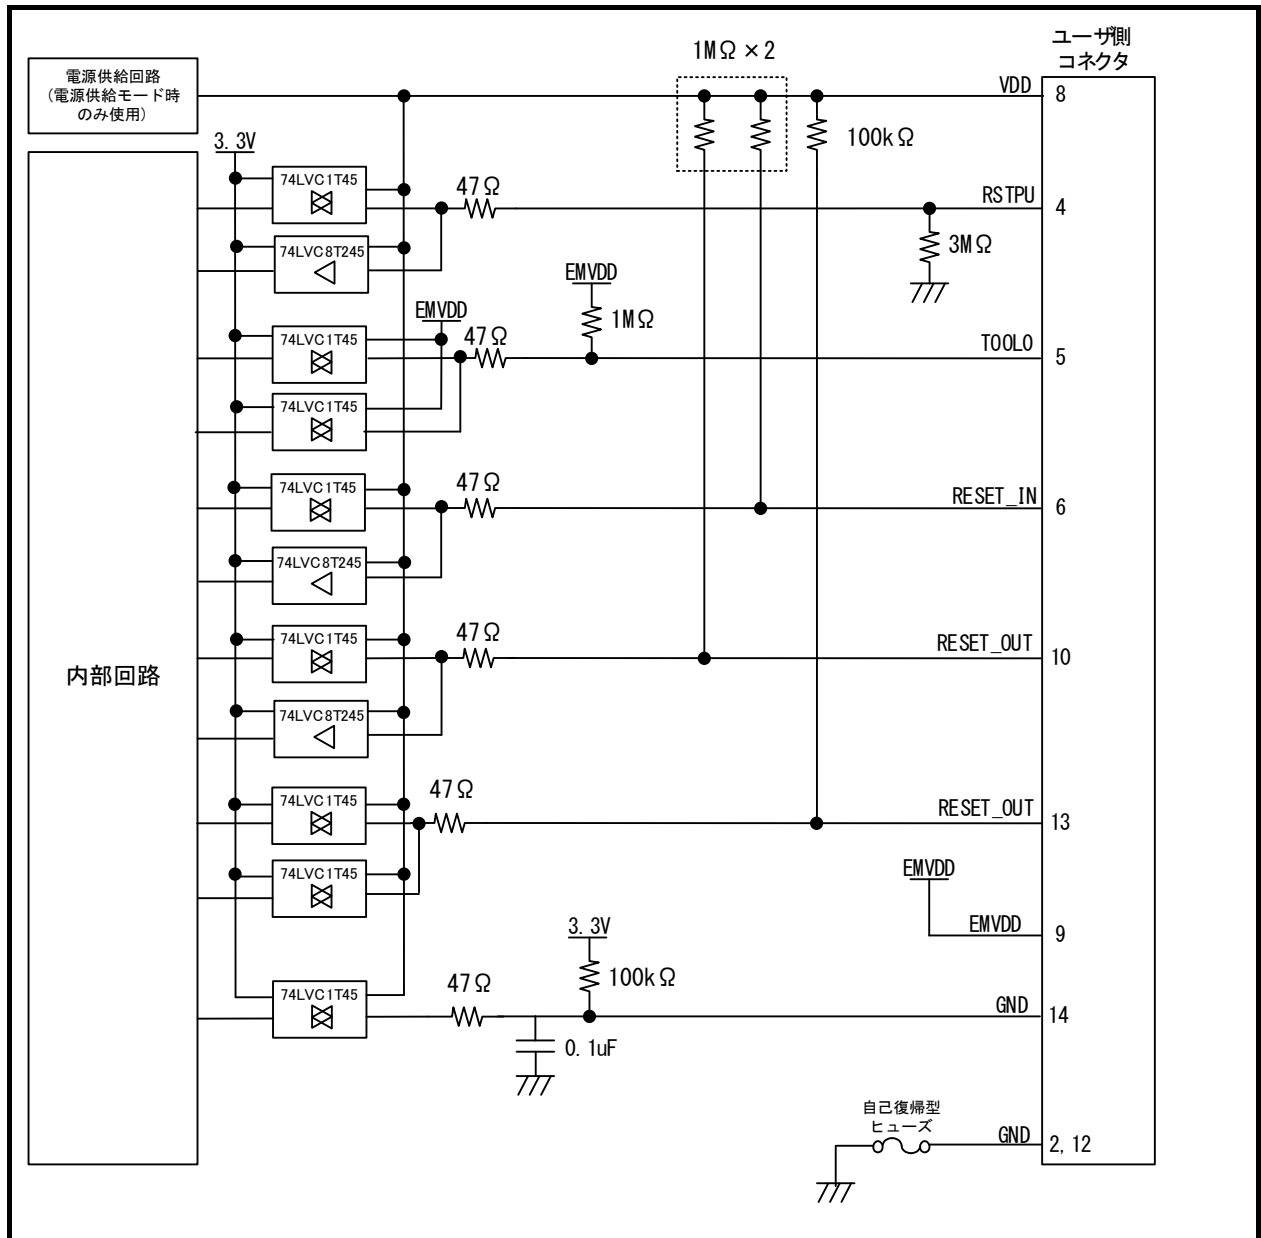 ユーザ側
コネクタ
1MΩ × 2
電源供給回路
(電源供給モード時
のみ使用)
VDD
8
3.3V
100kΩ
74LVC1T45
47Ω
RSTPU
4
74LVC8T245
3MΩ
EMVDD
EMVDD
1MΩ
74LVC1T45
47Ω
TOOL0
5
74LVC1T45
74LVC1T45
47Ω
RESET_IN
6
74LVC8T245
74LVC1T45
47Ω
RESET_OUT
10
内部回路
74LVC8T245
74LVC1T45
47Ω
RESET_OUT
13
74LVC1T45
EMVDD
EMVDD
9
3.3V
100kΩ
74LVC1T45
47Ω
GND
14
0.1uF
自己復帰型
ヒューズ
GND
2, 12